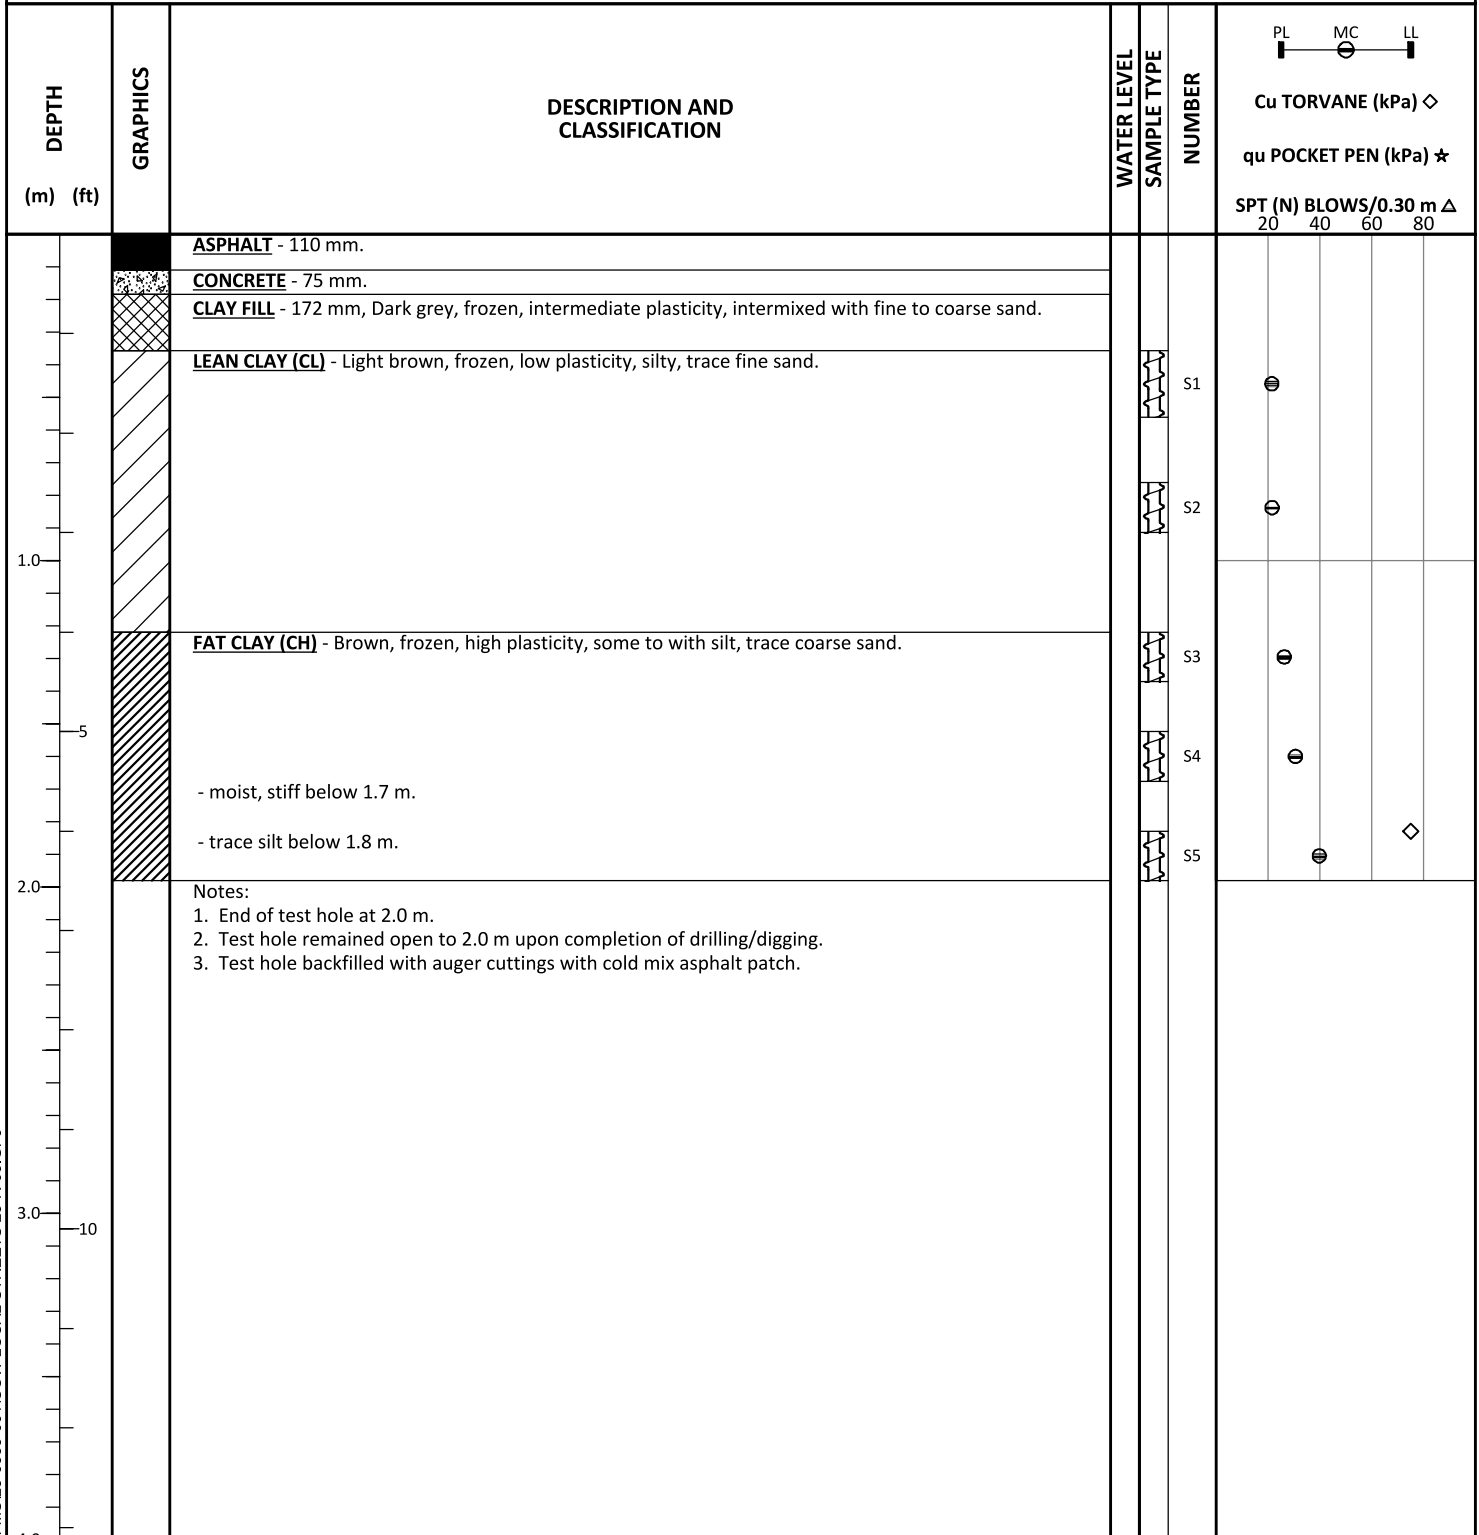 DEPTH
(m) (ft)
GRAPHICS
DESCRIPTION AND
CLASSIFICATION
WATER LEVEL
SAMPLE TYPE
NUMBER
PL MC LL
Cu TORVANE (kPa)
qu POCKET PEN (kPa)
SPT (N) BLOWS/0.30 m
20 40 60 80
ASPHALT - 110 mm.
CONCRETE - 75 mm.
CLAY FILL - 172 mm, Dark grey, frozen, intermediate plasticity, intermixed with fine to coarse sand.
LEAN CLAY (CL) - Light brown, frozen, low plasticity, silty, trace fine sand.
S1
S2
1.0
FAT CLAY (CH) - Brown, frozen, high plasticity, some to with silt, trace coarse sand.
S3
5
S4
- moist, stiff below 1.7 m.
- trace silt below 1.8 m.
S5
2.0
Notes:
1. End of test hole at 2.0 m.
2. Test hole remained open to 2.0 m upon completion of drilling/digging.
3. Test hole backfilled with auger cuttings with cold mix asphalt patch.
3.0
10